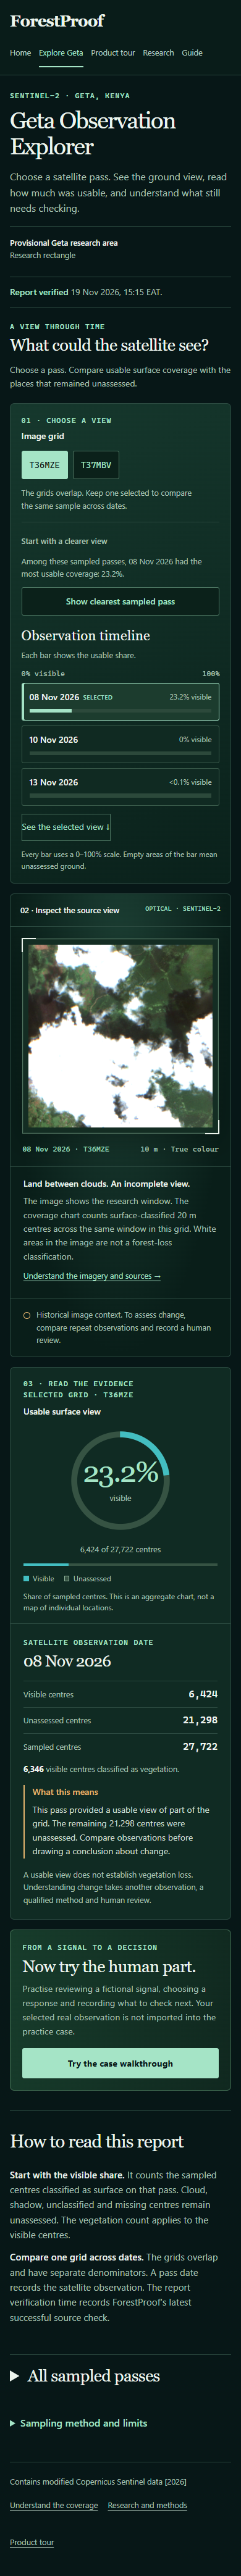 ForestProof
Home Explore Geta Product tour Research Guide
SENTINEL-2 · GETA, KENYA
Geta Observation
Explorer
Choose a satellite pass. See the ground view, read
how much was usable, and understand what still
needs checking.
Provisional Geta research area
Research rectangle
Report verified 19 Nov 2026, 15:15 EAT.
A VIEW THROUGH TIME
What could the satellite see?
Choose a pass. Compare usable surface coverage with the
places that remained unassessed.
01 · CHOOSE A VIEW
Image grid
T36MZE T37MBV
The grids overlap. Keep one selected to compare
the same sample across dates.
Start with a clearer view
Among these sampled passes, 08 Nov 2026 had the
most usable coverage: 23.2%.
Show clearest sampled pass
Observation timeline
Each bar shows the usable share.
0% visible 100%
08 Nov 2026 SELECTED 23.2% visible
10 Nov 2026 0% visible
13 Nov 2026 <0.1% visible
See the selected view ↓
Every bar uses a 0–100% scale. Empty areas of the bar mean
unassessed ground.
02 · Inspect the source view OPTICAL · SENTINEL-2
08 Nov 2026 · T36MZE 10 m · True colour
Land between clouds. An incomplete view.
The image shows the research window. The
coverage chart counts surface-classified 20 m
centres across the same window in this grid. White
areas in the image are not a forest-loss
classification.
Understand the imagery and sources →
Historical image context. To assess change,
compare repeat observations and record a human
review.
03 · READ THE EVIDENCE
SELECTED GRID · T36MZE
Usable surface view
23.2%
visible
6,424 of 27,722 centres
Visible Unassessed
Share of sampled centres. This is an aggregate chart, not a
map of individual locations.
SATELLITE OBSERVATION DATE
08 Nov 2026
Visible centres 6,424
Unassessed centres 21,298
Sampled centres 27,722
6,346 visible centres classified as vegetation.
What this means
This pass provided a usable view of part of the
grid. The remaining 21,298 centres were
unassessed. Compare observations before
drawing a conclusion about change.
A usable view does not establish vegetation loss.
Understanding change takes another observation, a
qualified method and human review.
FROM A SIGNAL TO A DECISION
Now try the human part.
Practise reviewing a fictional signal, choosing a
response and recording what to check next. Your
selected real observation is not imported into the
practice case.
Try the case walkthrough
How to read this report
Start with the visible share. It counts the sampled
centres classified as surface on that pass. Cloud,
shadow, unclassified and missing centres remain
unassessed. The vegetation count applies to the
visible centres.
Compare one grid across dates. The grids overlap
and have separate denominators. A pass date
records the satellite observation. The report
verification time records ForestProof's latest
successful source check.
All sampled passes
Sampling method and limits
Contains modified Copernicus Sentinel data [2026]
Understand the coverage Research and methods
Product tour